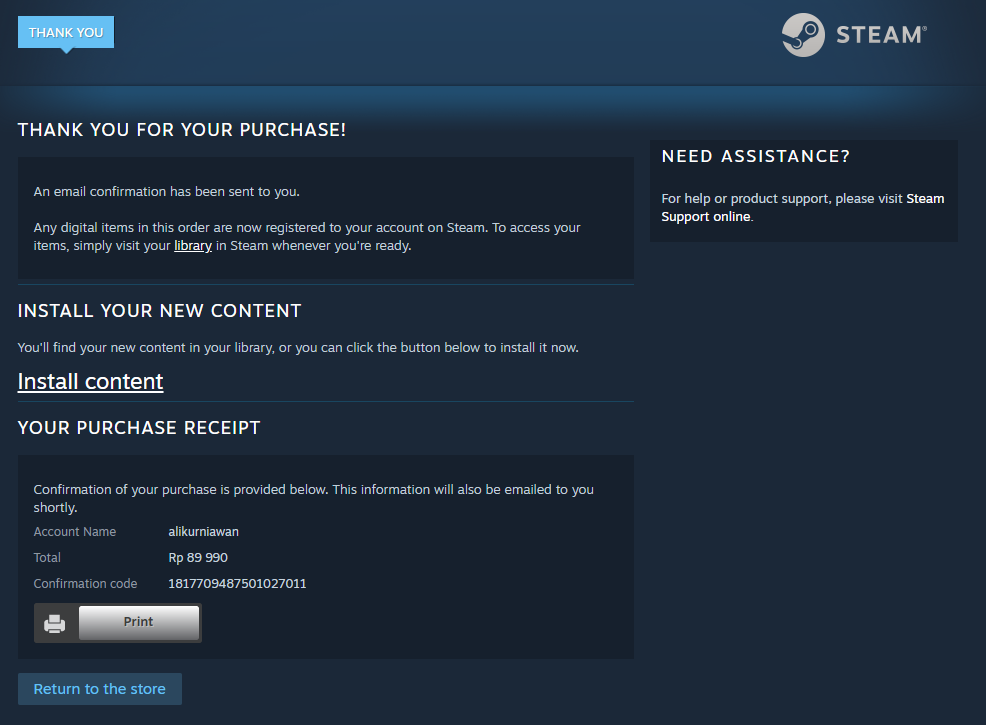 THANK YOU
STEAM®
THANK YOU FOR YOUR PURCHASE!
An email confirmation has been sent to you.
Any digital items in this order are now registered to your account on Steam. To access your
items, simply visit your library in Steam whenever you're ready.
NEED ASSISTANCE?
For help or product support, please visit Steam
Support online.
INSTALL YOUR NEW CONTENT
You'll find your new content in your library, or you can click the button below to install it now.
Install content
YOUR PURCHASE RECEIPT
Confirmation of your purchase is provided below. This information will also be emailed to you
shortly.
Account Name alikurniawan
Total Rp 89 990
Confirmation code 1817709487501027011
Print
Return to the store